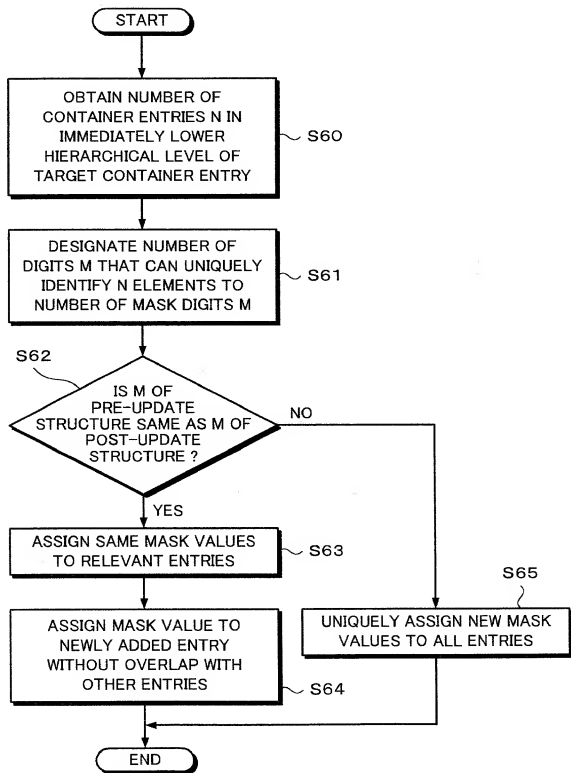 START
OBTAIN NUMBER OF
CONTAINER ENTRIES N IN
IMMEDIATELY LOWER
HIERARCHICAL LEVEL OF
TARGET CONTAINER ENTRY
S60
DESIGNATE NUMBER OF
DIGITS M THAT CAN UNIQUELY
IDENTIFY N ELEMENTS TO
NUMBER OF MASK DIGITS M
S61
S62
IS M OF
PRE-UPDATE
STRUCTURE SAME AS M OF
POST-UPDATE
STRUCTURE ?
NO
YES
ASSIGN SAME MASK VALUES
TO RELEVANT ENTRIES
S63
ASSIGN MASK VALUE TO
NEWLY ADDED ENTRY
WITHOUT OVERLAP WITH
OTHER ENTRIES
S64
S65
UNIQUELY ASSIGN NEW MASK
VALUES TO ALL ENTRIES
END